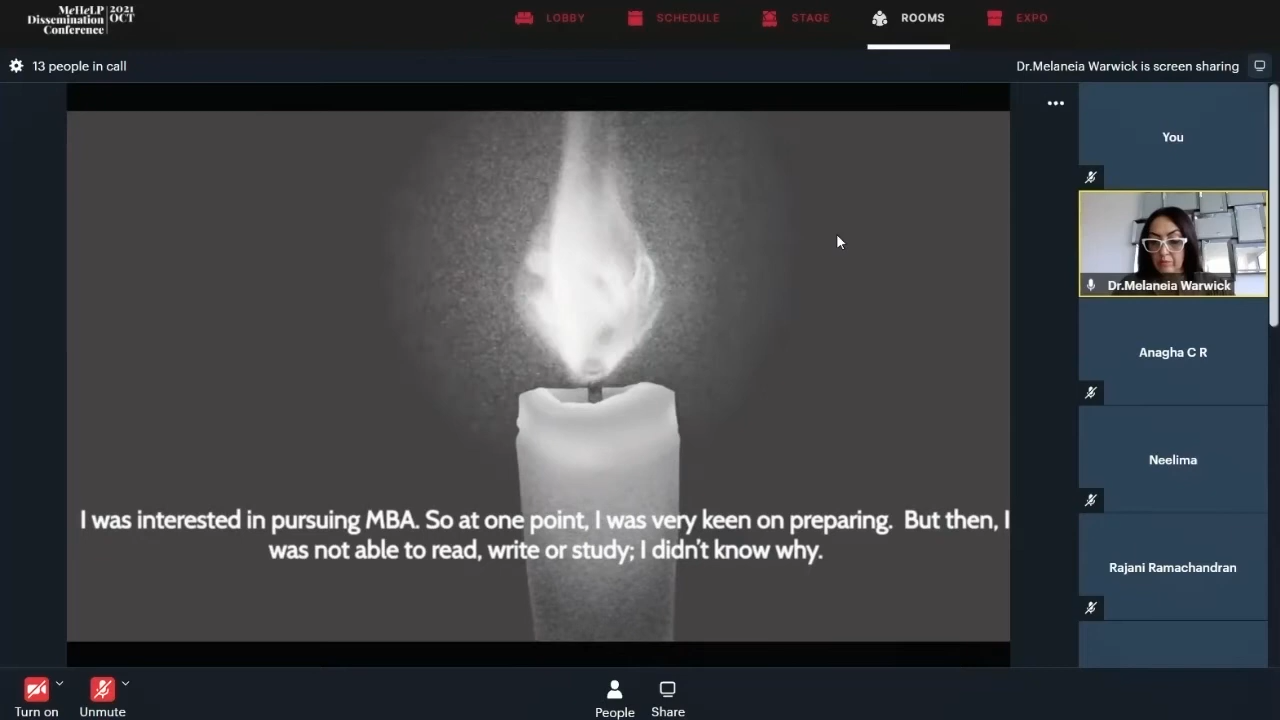 MeHeLP 2021
Dissemination OCT
Conference
LOBBY SCHEDULE STAGE ROOMS EXPO
13 people in call
Dr.Melaneia Warwick is screen sharing
You
Dr.Melaneia Warwick
Anagha C R
Neelima
Rajani Ramachandran
I was interested in pursuing MBA. So at one point, I was very keen on preparing. But then, I
was not able to read, write or study; I didn't know why.
Turn on
Unmute
People
Share